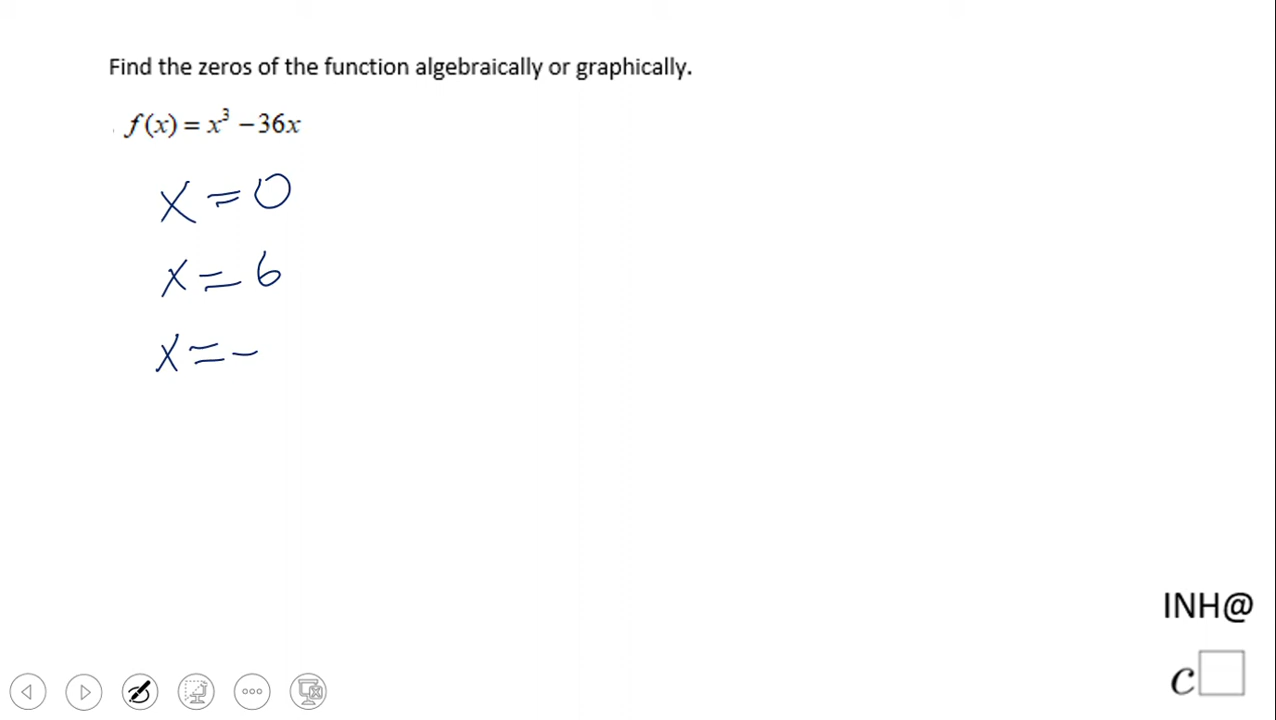 Find the zeros of the function algebraically or graphically.
f(x) = x³ − 36x
x = 0
x = 6
x = -
INH@
c